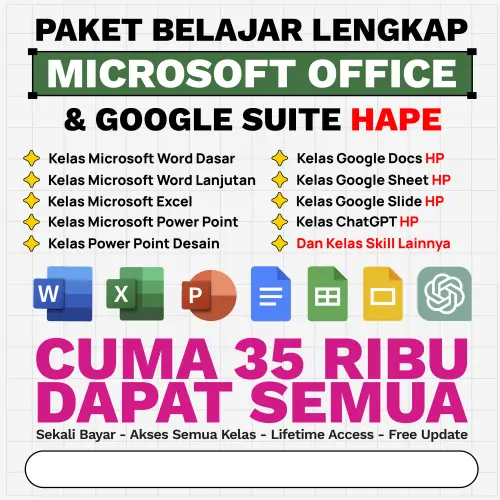 PAKET BELAJAR LENGKAP
MICROSOFT OFFICE
& GOOGLE SUITE HAPE
Kelas Microsoft Word Dasar
Kelas Microsoft Word Lanjutan
Kelas Microsoft Excel
Kelas Microsoft Power Point
Kelas Power Point Desain
Kelas Google Docs HP
Kelas Google Sheet HP
Kelas Google Slide HP
Kelas ChatGPT HP
Dan Kelas Skill Lainnya
W X P
CUMA 35 RIBU
DAPAT SEMUA
Sekali Bayar - Akses Semua Kelas - Lifetime Access - Free Update